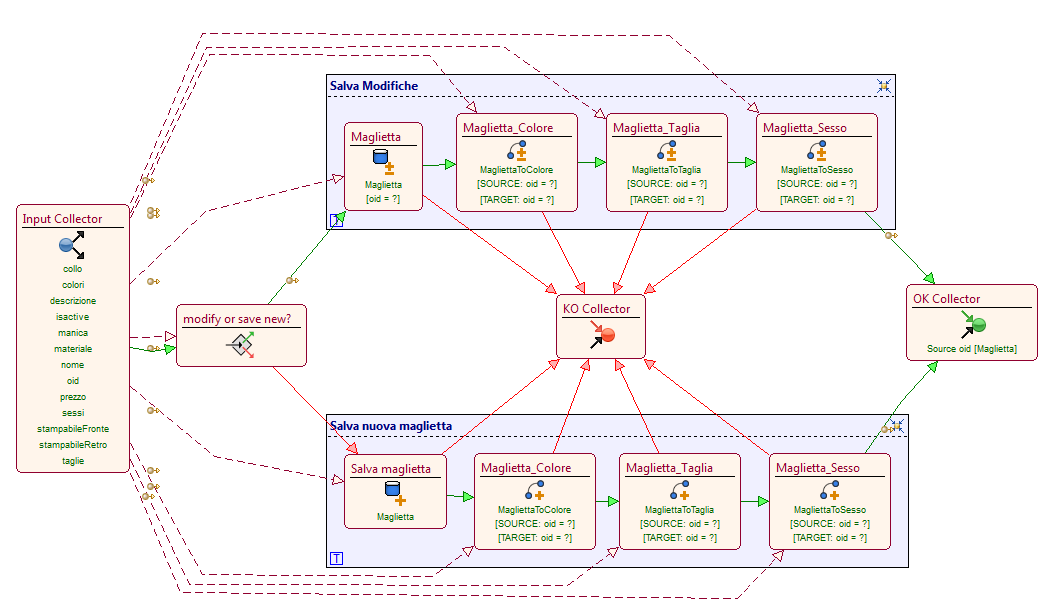 Salva Modifiche
Maglietta
Maglietta
[oid = ?]
Maglietta_Colore
MagliettaToColore
[SOURCE: oid = ?]
[TARGET: oid = ?]
Maglietta_Taglia
MagliettaToTaglia
[SOURCE: oid = ?]
[TARGET: oid = ?]
Maglietta_Sesso
MagliettaToSesso
[SOURCE: oid = ?]
[TARGET: oid = ?]
T
Input Collector
collo
colori
descrizione
isactive
manica
materiale
nome
oid
prezzo
sessi
stampabileFronte
stampabileRetro
taglie
modify or save new?
KO Collector
OK Collector
Source oid [Maglietta]
Salva nuova maglietta
Salva maglietta
Maglietta
Maglietta_Colore
MagliettaToColore
[SOURCE: oid = ?]
[TARGET: oid = ?]
Maglietta_Taglia
MagliettaToTaglia
[SOURCE: oid = ?]
[TARGET: oid = ?]
Maglietta_Sesso
MagliettaToSesso
[SOURCE: oid = ?]
[TARGET: oid = ?]
T